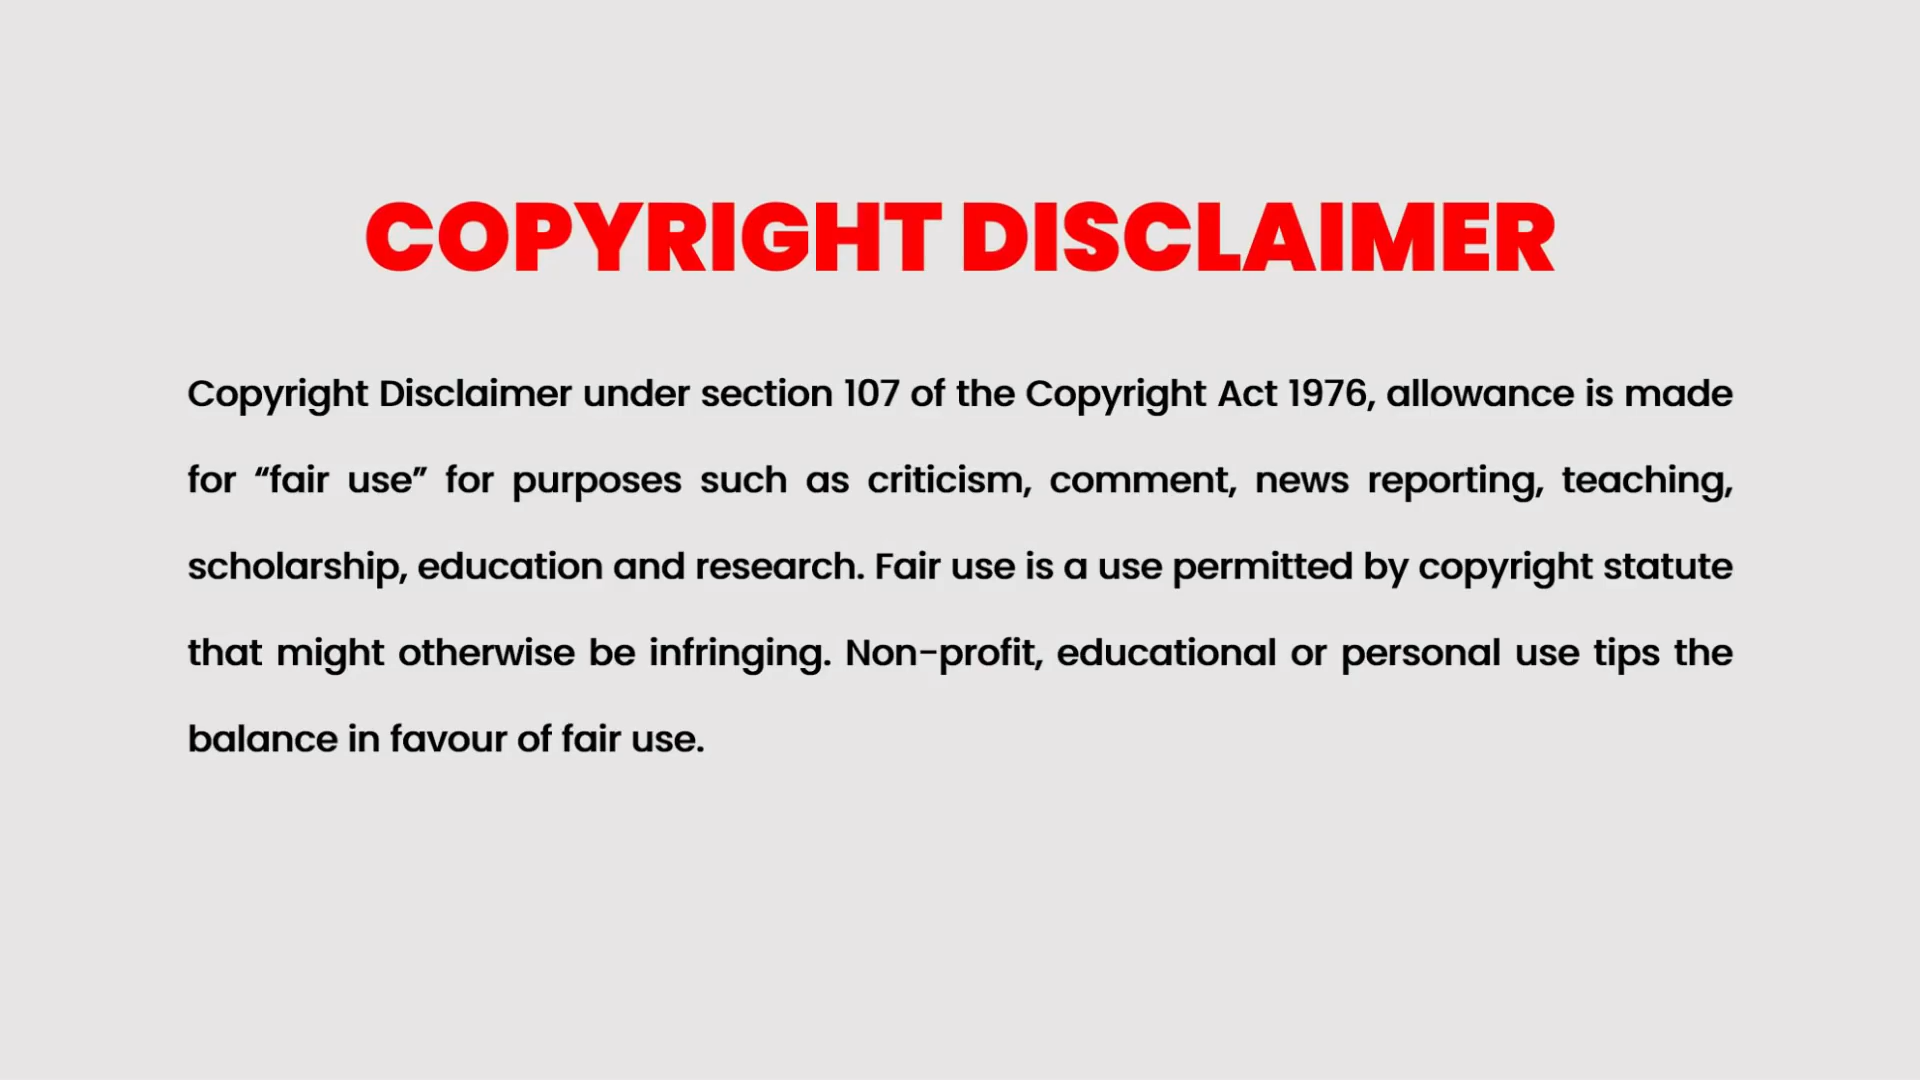 COPYRIGHT DISCLAIMER
Copyright Disclaimer under section 107 of the Copyright Act 1976, allowance is made
for “fair use” for purposes such as criticism, comment, news reporting, teaching,
scholarship, education and research. Fair use is a use permitted by copyright statute
that might otherwise be infringing. Non-profit, educational or personal use tips the
balance in favour of fair use.